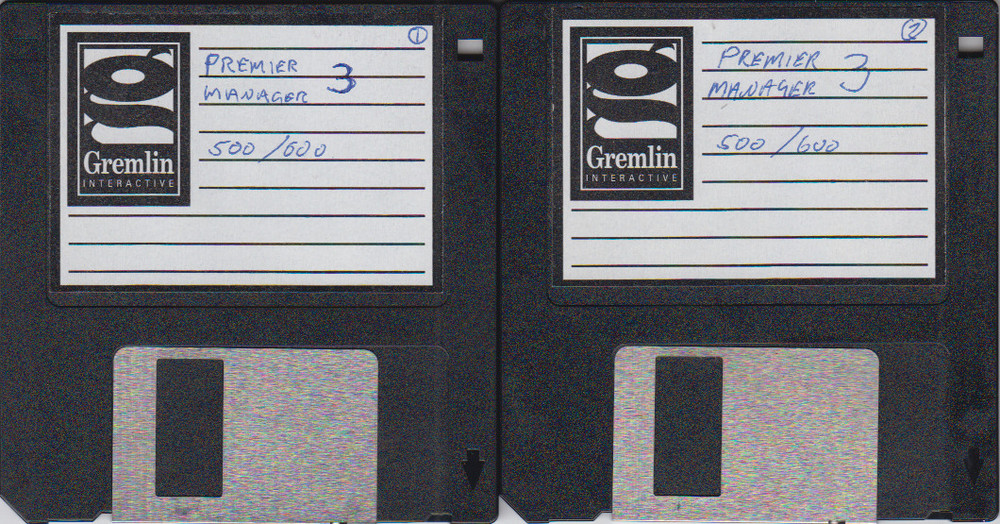 ①
PREMIER 3
MANAGER
500/600
Gremlin
INTERACTIVE
②
PREMIER 3
MANAGER
500/600
Gremlin
INTERACTIVE